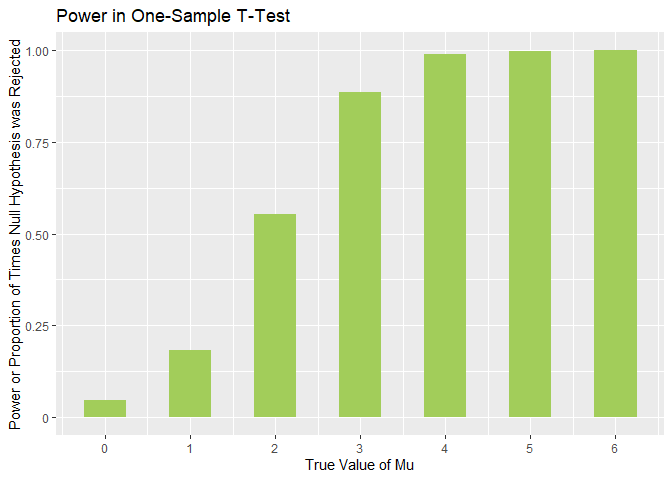 Power in One-Sample T-Test
Power or Proportion of Times Null Hypothesis was Rejected
1.00
0.75
0.50
0.25
0
0 1 2 3 4 5 6
True Value of Mu